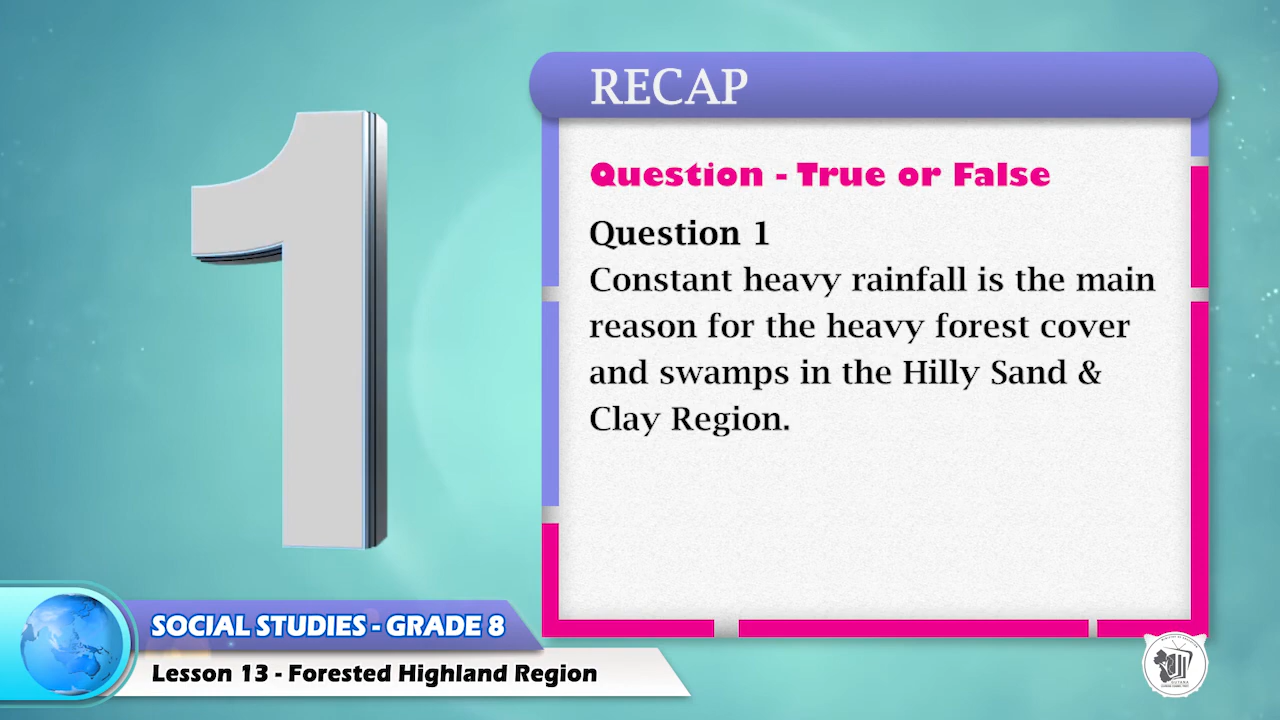 1
RECAP
Question - True or False
Question 1
Constant heavy rainfall is the main
reason for the heavy forest cover
and swamps in the Hilly Sand &
Clay Region.
SOCIAL STUDIES - GRADE 8
Lesson 13 - Forested Highland Region